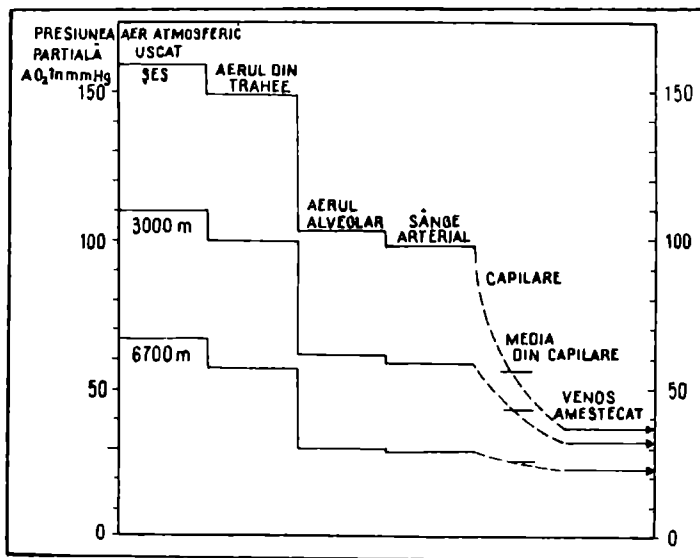 PRESIUNEA AER ATMOSFERIC
PARTIALĂ USCAT
A O₂ în mmHg ȘES
AERUL DIN
TRAHEE
150
150
3000 m
AERUL
ALVEOLAR
SÂNGE
ARTERIAL
100
100
CAPILARE
MEDIA
DIN CAPILARE
6700 m
50
50
VENOS
AMESTECAT
0
0